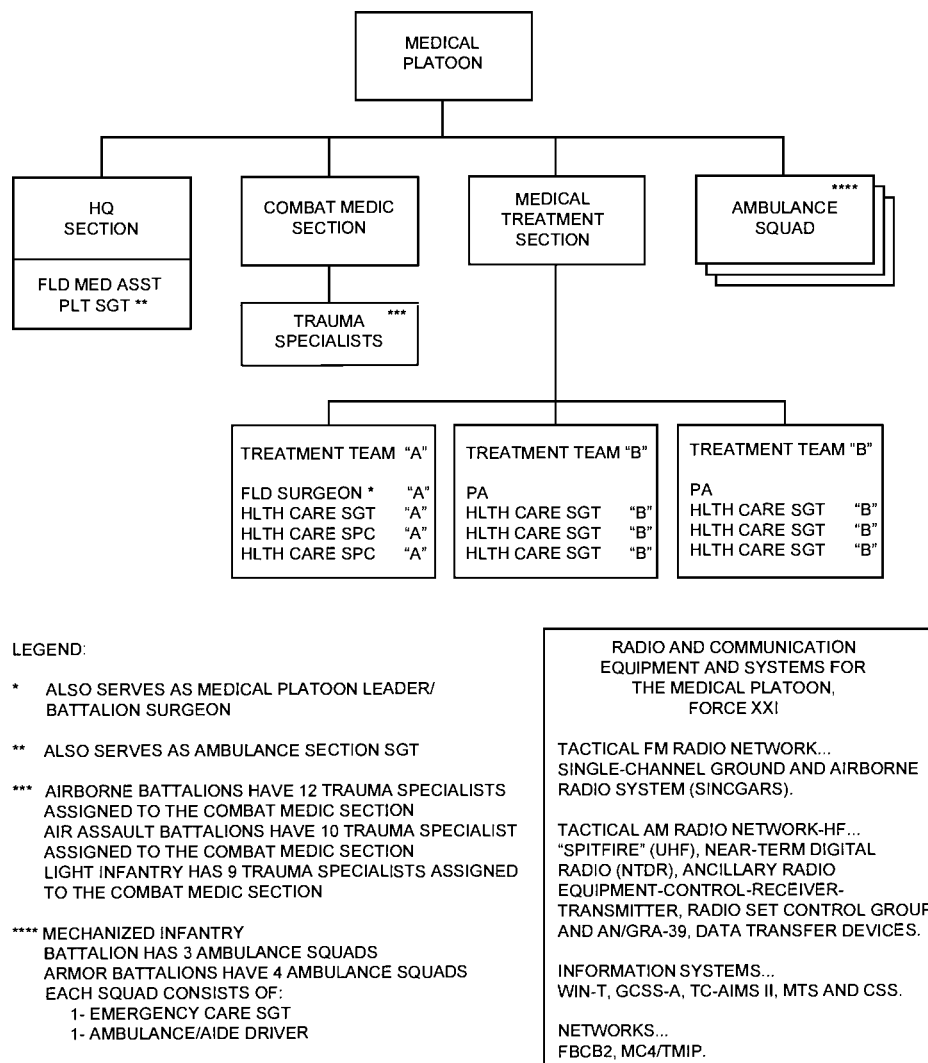 MEDICAL
PLATOON
HQ
SECTION
FLD MED ASST
PLT SGT **
COMBAT MEDIC
SECTION
TRAUMA ***
SPECIALISTS
MEDICAL
TREATMENT
SECTION
****
AMBULANCE
SQUAD
TREATMENT TEAM "A"
FLD SURGEON * "A"
HLTH CARE SGT "A"
HLTH CARE SPC "A"
HLTH CARE SPC "A"
TREATMENT TEAM "B"
PA
HLTH CARE SGT "B"
HLTH CARE SGT "B"
HLTH CARE SGT "B"
TREATMENT TEAM "B"
PA
HLTH CARE SGT "B"
HLTH CARE SGT "B"
HLTH CARE SGT "B"
LEGEND:
* ALSO SERVES AS MEDICAL PLATOON LEADER/
BATTALION SURGEON
** ALSO SERVES AS AMBULANCE SECTION SGT
*** AIRBORNE BATTALIONS HAVE 12 TRAUMA SPECIALISTS
ASSIGNED TO THE COMBAT MEDIC SECTION
AIR ASSAULT BATTALIONS HAVE 10 TRAUMA SPECIALIST
ASSIGNED TO THE COMBAT MEDIC SECTION
LIGHT INFANTRY HAS 9 TRAUMA SPECIALISTS ASSIGNED
TO THE COMBAT MEDIC SECTION
**** MECHANIZED INFANTRY
BATTALION HAS 3 AMBULANCE SQUADS
ARMOR BATTALIONS HAVE 4 AMBULANCE SQUADS
EACH SQUAD CONSISTS OF:
1- EMERGENCY CARE SGT
1- AMBULANCE/AIDE DRIVER
RADIO AND COMMUNICATION
EQUIPMENT AND SYSTEMS FOR
THE MEDICAL PLATOON,
FORCE XXI
TACTICAL FM RADIO NETWORK...
SINGLE-CHANNEL GROUND AND AIRBORNE
RADIO SYSTEM (SINCGARS).
TACTICAL AM RADIO NETWORK-HF...
"SPITFIRE" (UHF), NEAR-TERM DIGITAL
RADIO (NTDR), ANCILLARY RADIO
EQUIPMENT-CONTROL-RECEIVER-
TRANSMITTER, RADIO SET CONTROL GROUP
AND AN/GRA-39, DATA TRANSFER DEVICES.
INFORMATION SYSTEMS...
WIN-T, GCSS-A, TC-AIMS II, MTS AND CSS.
NETWORKS...
FBCB2, MC4/TMIP.